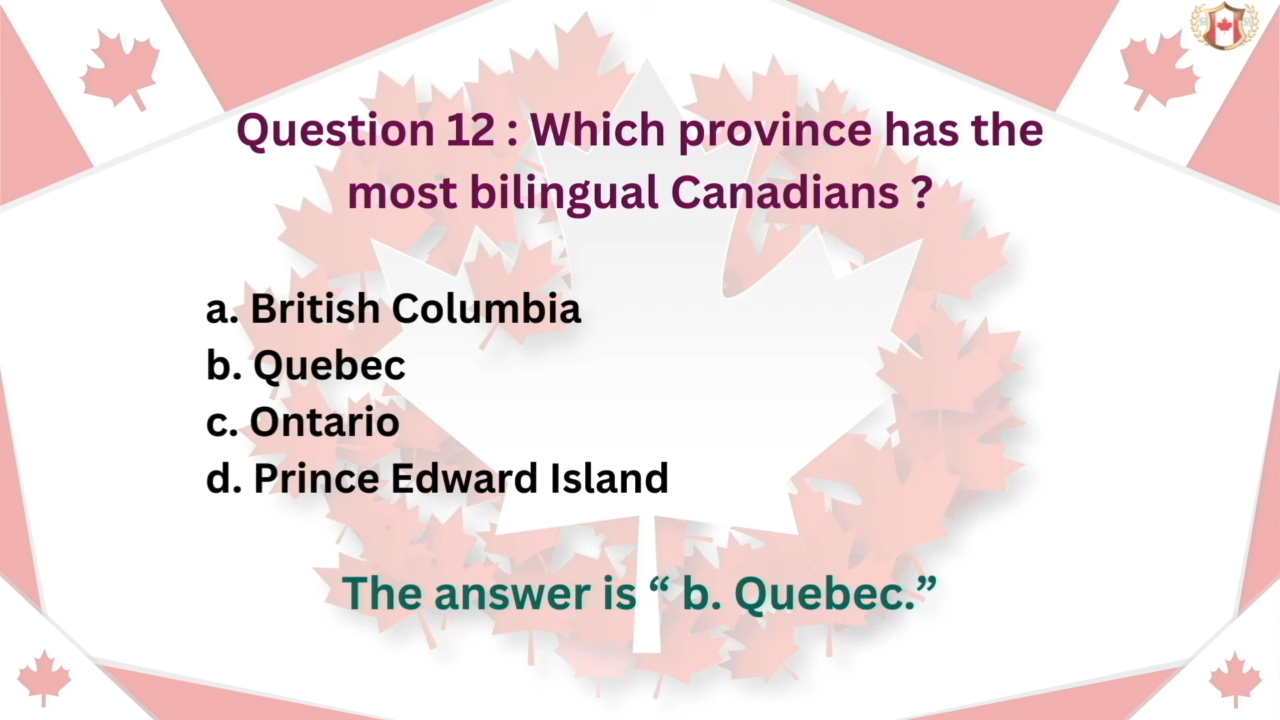 Question 12 : Which province has the
most bilingual Canadians ?
a. British Columbia
b. Quebec
c. Ontario
d. Prince Edward Island
The answer is “ b. Quebec.”